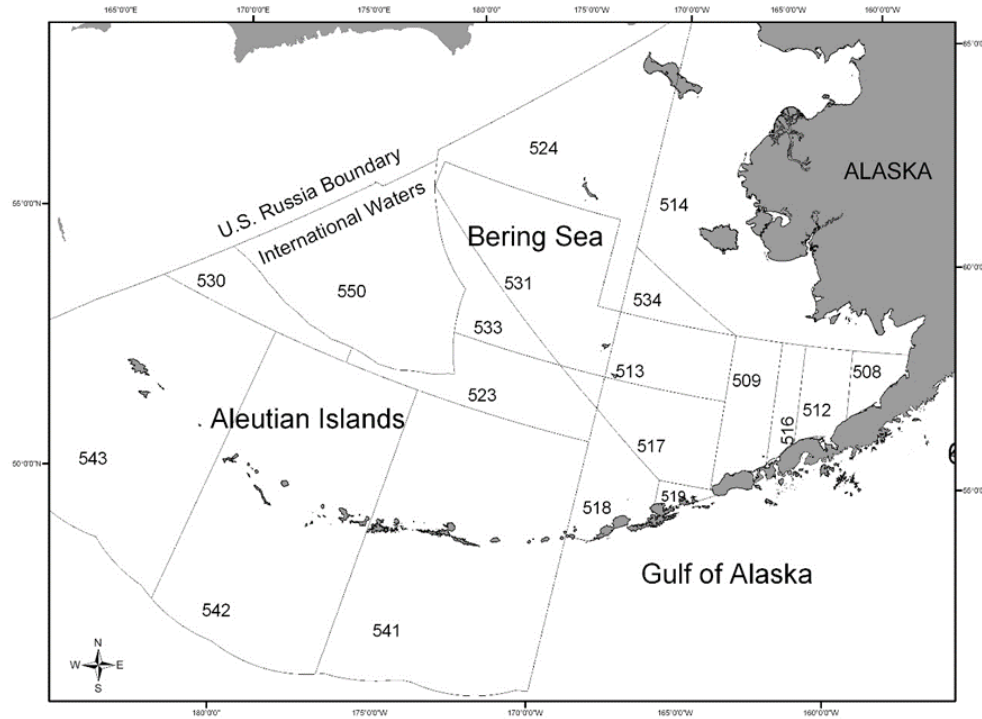 165°0'0"E
170°0'0"E
175°0'0"E
180°0'0"
175°0'0"W
170°0'0"W
165°0'0"W
160°0'0"W
65°0'0"N
524
U.S. Russia Boundary
ALASKA
International Waters
514
55°0'0"N
Bering Sea
530
550
531
60°0'0"N
534
533
513
509
508
523
512
Aleutian Islands
516
517
543
50°0'0"N
519
518
55°0'0"N
Gulf of Alaska
542
541
N
W
E
S
180°0'0"
175°0'0"W
170°0'0"W
165°0'0"W
160°0'0"W